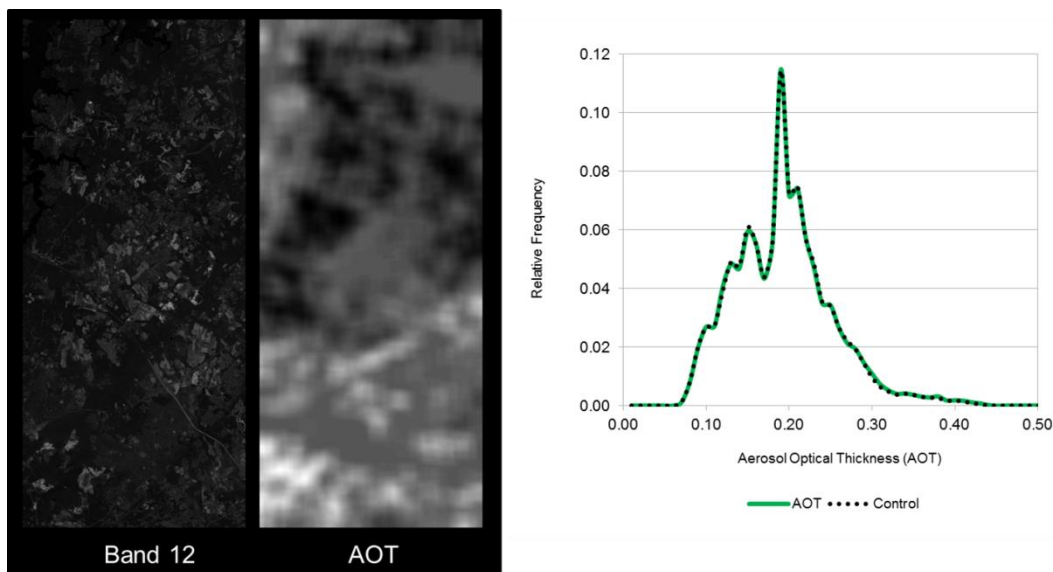 Band 12
AOT
0.12
0.10
0.08
0.06
0.04
0.02
0.00
Relative Frequency
0.00 0.10 0.20 0.30 0.40 0.50
Aerosol Optical Thickness (AOT)
AOT Control